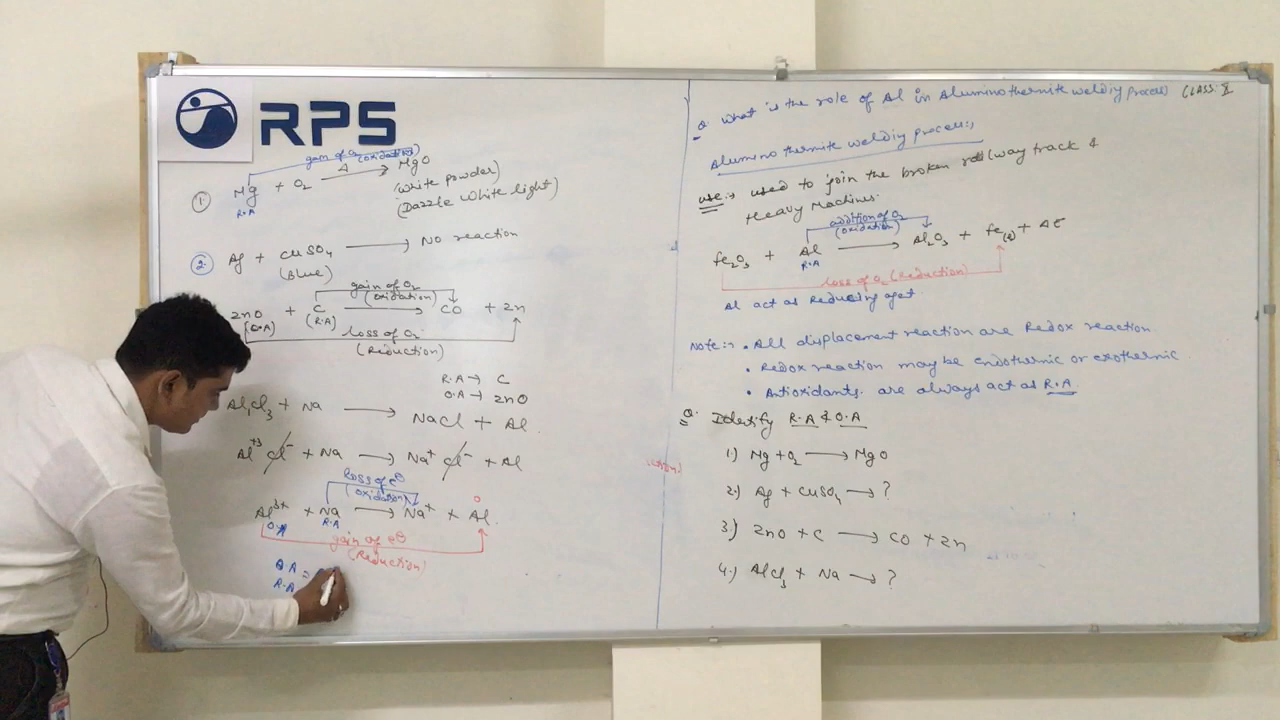 RPS
gain of O₂ (oxidation)
① Mg + O₂ —Δ→ MgO
R.A
(white powder)
(Dazzle white light)
② Ag + CuSO₄ → No reaction
(Blue)
gain of O₂
(oxidation)
ZnO + C → CO + Zn
(O.A) (R.A)
Loss of O₂
(Reduction)
R.A → C
O.A → ZnO
AlCl₃ + Na → NaCl + Al.
Al⁺³ Cl⁻ + Na → Na⁺ Cl⁻ + Al
Loss of e⊖
(oxidation)
Al³⁺ + Na → Na⁺ + Al.
0
O.A R.A
gain of e⊖
(Reduction)
O.A =
R.A
Q. What is the role of Al in Aluminothermite weldiy process) CLASS: X
Alumino thermite weldiy process:,
use:, used to join the broken railway track &
Heavy Machines.
addition of O₂
(oxidation)
Fe₂O₃ + Al → Al₂O₃ + Fe(l) + ΔE
R.A
loss of O₂ (Reduction)
Al act as Reducing aget.
Note:, • All displacement reaction are Redox reaction
• Redox reaction may be endothermic or exothermic
• Antioxidants. are always act as R.A
Q. Identify R.A & O.A
1.) Mg + O₂ → MgO
2.) Ag + CuSO₄ → ?
3.) ZnO + C → CO + Zn
4.) AlCl₃ + Na → ?